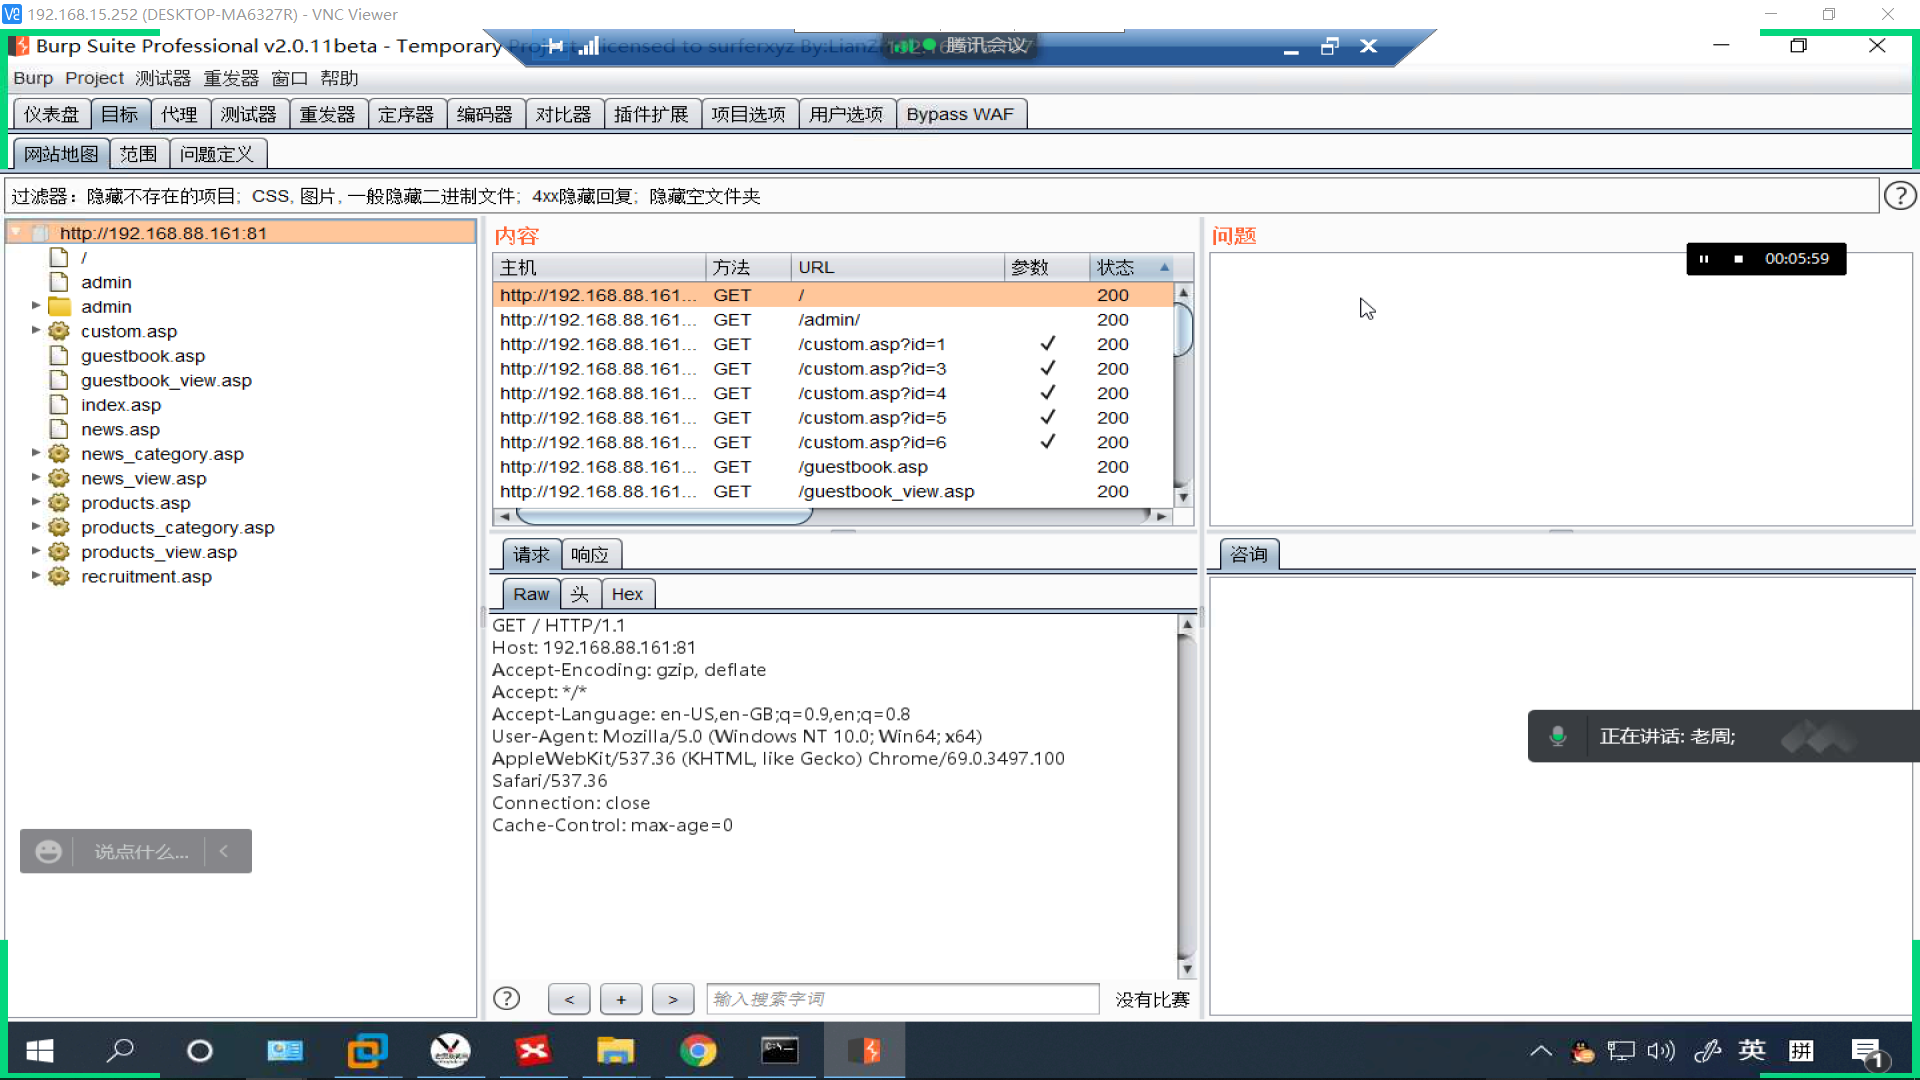 192.168.15.252 (DESKTOP-MA6327R) - VNC Viewer
Burp Suite Professional v2.0.11beta - Temporary Project - licensed to surferxyz By:LianZ
腾讯会议
Burp Project 测试器 重发器 窗口 帮助
仪表盘 目标 代理 测试器 重发器 定序器 编码器 对比器 插件扩展 项目选项 用户选项 Bypass WAF
网站地图 范围 问题定义
过滤器：隐藏不存在的项目； CSS, 图片, 一般隐藏二进制文件； 4xx隐藏回复； 隐藏空文件夹
?
http://192.168.88.161:81
/
admin
admin
custom.asp
guestbook.asp
guestbook_view.asp
index.asp
news.asp
news_category.asp
news_view.asp
products.asp
products_category.asp
products_view.asp
recruitment.asp
内容
主机 方法 URL 参数 状态
http://192.168.88.161... GET / 200
http://192.168.88.161... GET /admin/ 200
http://192.168.88.161... GET /custom.asp?id=1 ✓ 200
http://192.168.88.161... GET /custom.asp?id=3 ✓ 200
http://192.168.88.161... GET /custom.asp?id=4 ✓ 200
http://192.168.88.161... GET /custom.asp?id=5 ✓ 200
http://192.168.88.161... GET /custom.asp?id=6 ✓ 200
http://192.168.88.161... GET /guestbook.asp 200
http://192.168.88.161... GET /guestbook_view.asp 200
问题
00:05:59
请求 响应
Raw 头 Hex
GET / HTTP/1.1
Host: 192.168.88.161:81
Accept-Encoding: gzip, deflate
Accept: */*
Accept-Language: en-US,en-GB;q=0.9,en;q=0.8
User-Agent: Mozilla/5.0 (Windows NT 10.0; Win64; x64)
AppleWebKit/537.36 (KHTML, like Gecko) Chrome/69.0.3497.100
Safari/537.36
Connection: close
Cache-Control: max-age=0
咨询
正在讲话: 老周;
说点什么...
? < + > 输入搜索字词 没有比赛
英 拼 1